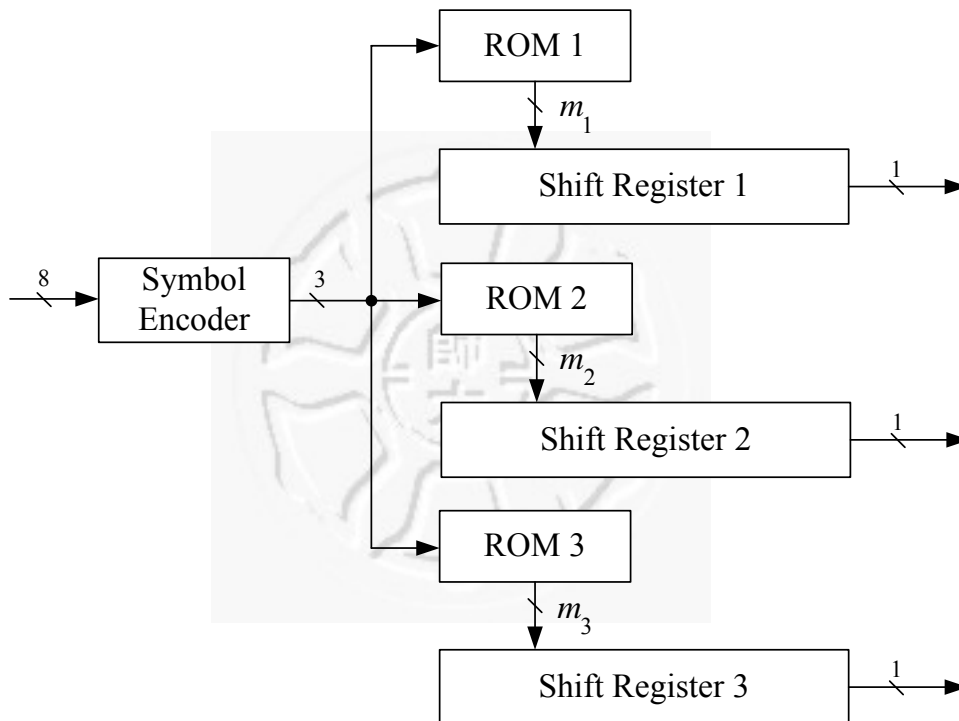 ROM 1
m1
Shift Register 1
1
8
Symbol
Encoder
3
ROM 2
m2
Shift Register 2
1
ROM 3
m3
Shift Register 3
1